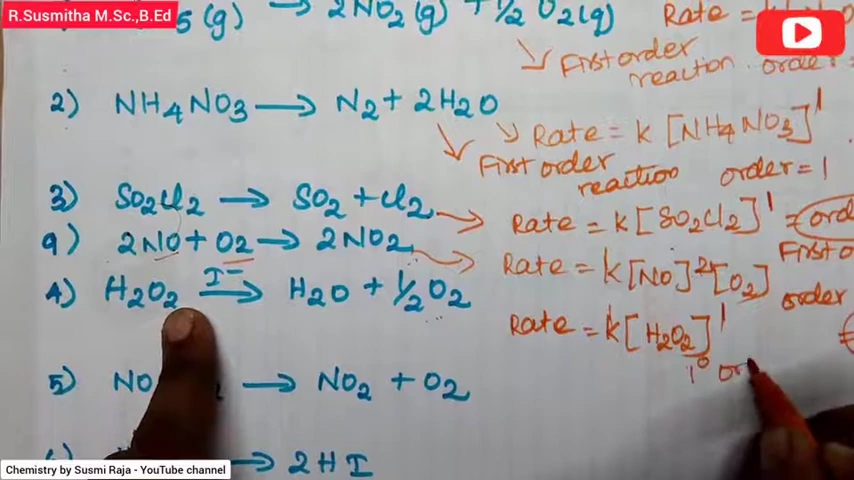 R.Susmitha M.Sc.,B.Ed
5(g) → 2NO2(g) + 1/2 O2(g) Rate =
First order reaction. order =
2) NH4NO3 → N2 + 2H2O
Rate = k [NH4NO3]^1
First order reaction order = 1
3) SO2Cl2 → SO2 + Cl2 → Rate = k[SO2Cl2]^1 =
9) 2NO + O2 → 2NO2 → Rate = k[NO]^2[O2]
order
4) H2O2 I- → H2O + 1/2 O2
Rate = k[H2O2]^1
1° or
5) NO → NO2 + O2
→ 2HI
Chemistry by Susmi Raja - YouTube channel